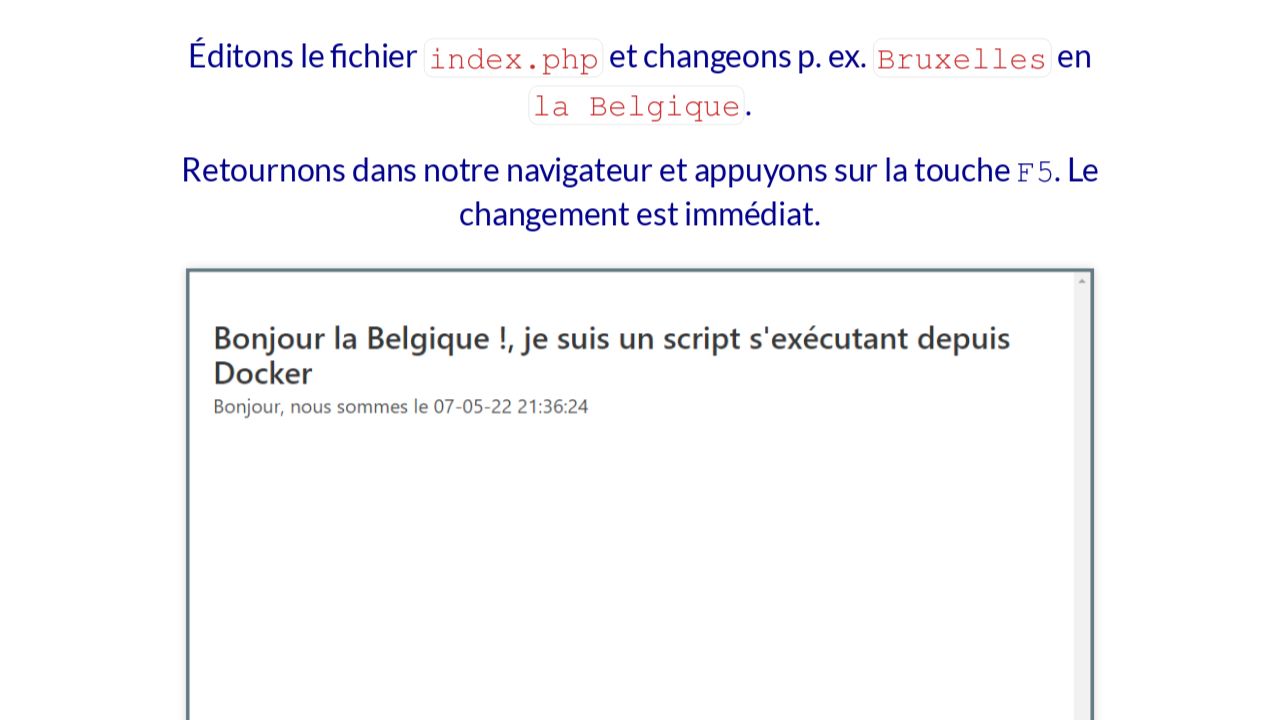 Éditons le fichier index.php et changeons p. ex. Bruxelles en
la Belgique.
Retournons dans notre navigateur et appuyons sur la touche F5. Le
changement est immédiat.
Bonjour la Belgique !, je suis un script s'exécutant depuis
Docker
Bonjour, nous sommes le 07-05-22 21:36:24